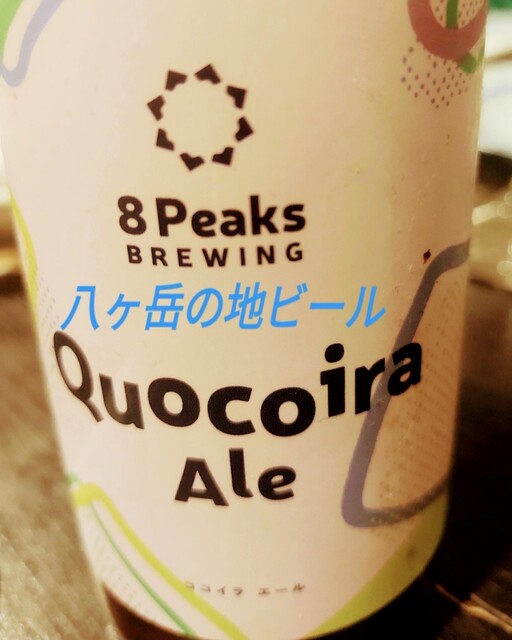 8 Peaks
BREWING
八ヶ岳の地ビール
Quocoira
Ale
ココイラ エール